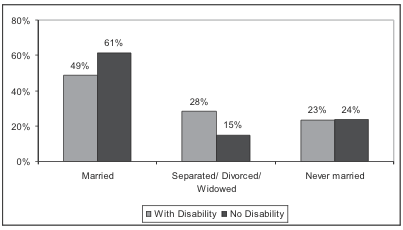 80%
60%
40%
20%
0%
49%
61%
28%
15%
23%
24%
Married
Separated/ Divorced/
Widowed
Never married
With Disability
No Disability